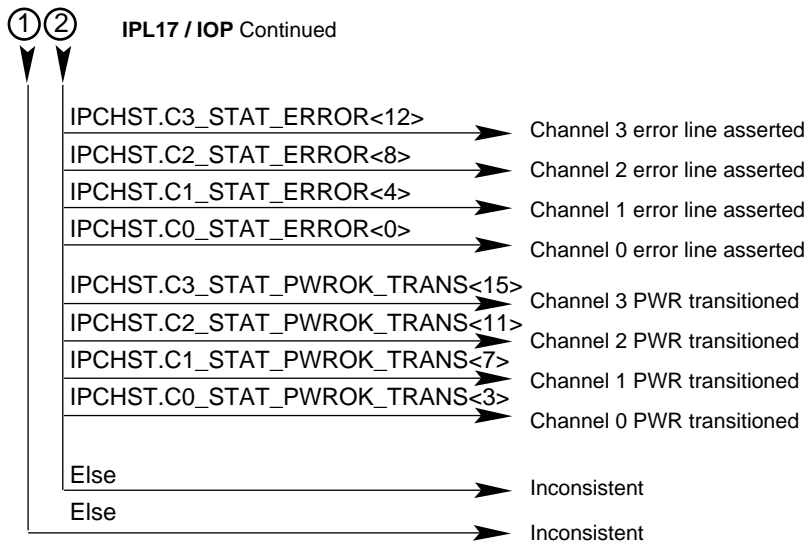 1 2 IPL17 / IOP Continued
IPCHST.C3_STAT_ERROR<12> Channel 3 error line asserted
IPCHST.C2_STAT_ERROR<8> Channel 2 error line asserted
IPCHST.C1_STAT_ERROR<4> Channel 1 error line asserted
IPCHST.C0_STAT_ERROR<0> Channel 0 error line asserted
IPCHST.C3_STAT_PWROK_TRANS<15> Channel 3 PWR transitioned
IPCHST.C2_STAT_PWROK_TRANS<11> Channel 2 PWR transitioned
IPCHST.C1_STAT_PWROK_TRANS<7> Channel 1 PWR transitioned
IPCHST.C0_STAT_PWROK_TRANS<3> Channel 0 PWR transitioned
Else Inconsistent
Else Inconsistent